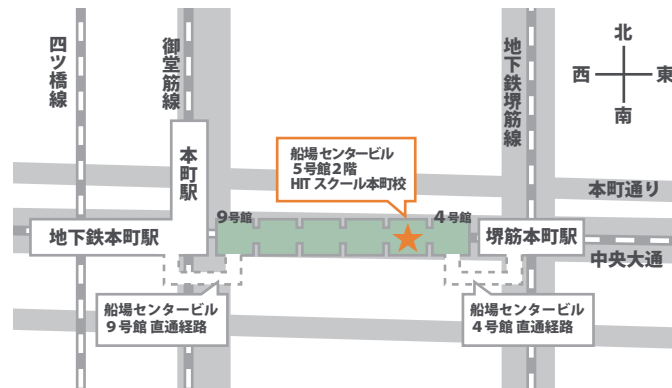 四ツ橋線
御堂筋線
地下鉄堺筋線
北
西
東
南
本町駅
船場センタービル
5号館2階
HITスクール本町校
本町通り
9号館
4号館
地下鉄本町駅
堺筋本町駅
中央大通
船場センタービル
9号館 直通経路
船場センタービル
4号館 直通経路